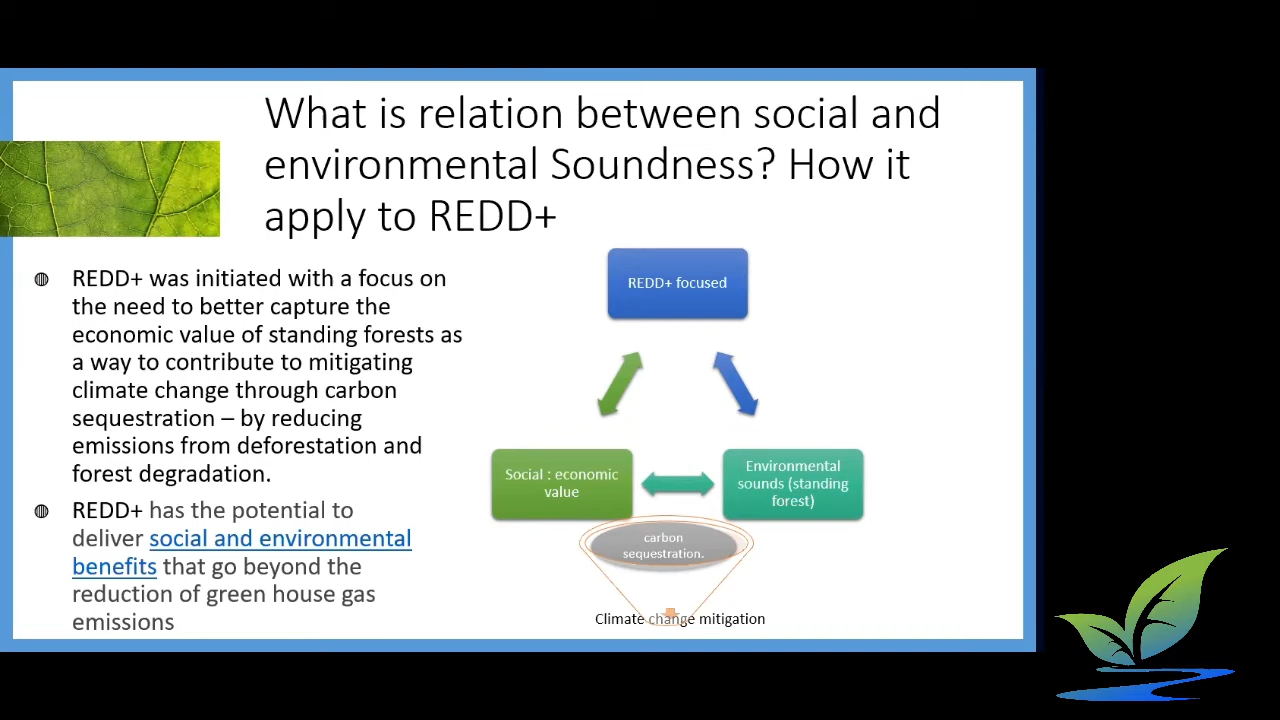 What is relation between social and
environmental Soundness? How it
apply to REDD+
REDD+ was initiated with a focus on
the need to better capture the
economic value of standing forests as
a way to contribute to mitigating
climate change through carbon
sequestration – by reducing
emissions from deforestation and
forest degradation.
REDD+ has the potential to
deliver social and environmental
benefits that go beyond the
reduction of green house gas
emissions
REDD+ focused
Social : economic
value
Environmental
sounds (standing
forest)
carbon
sequestration.
Climate change mitigation